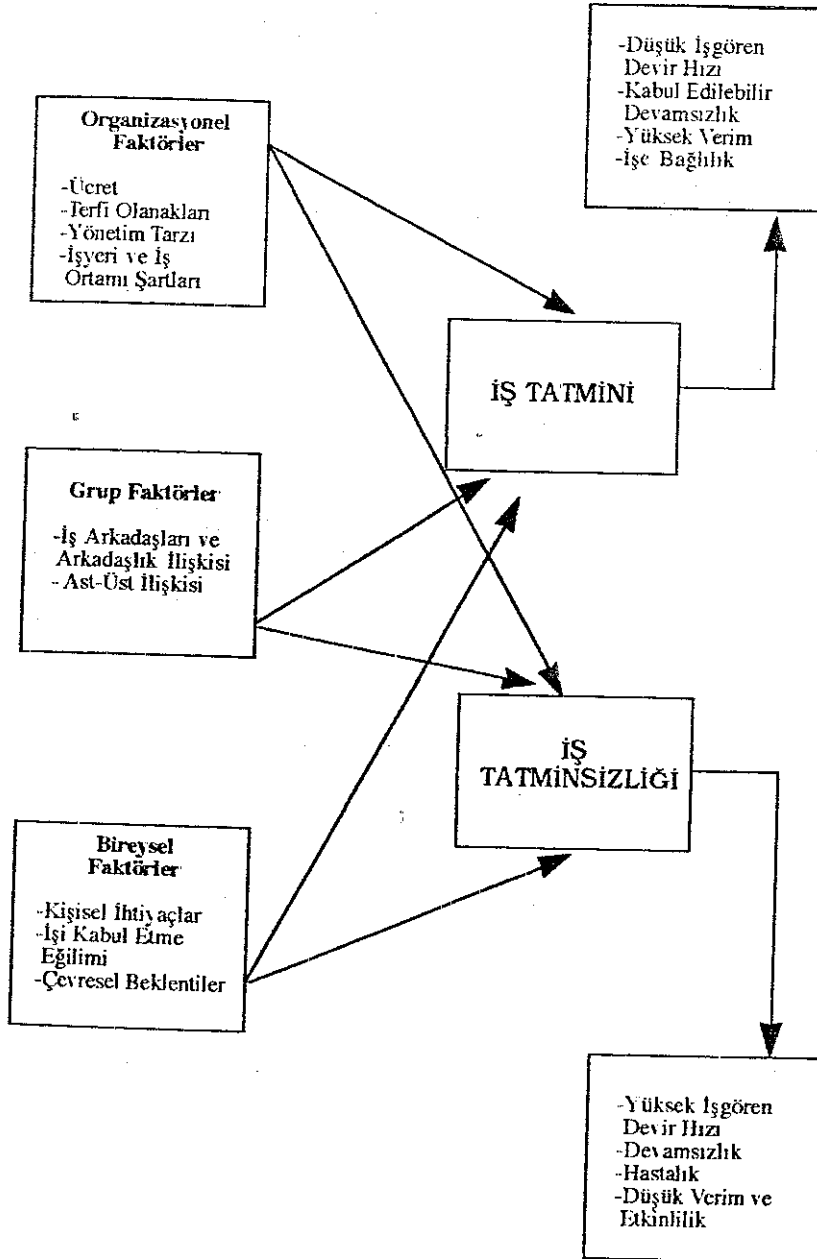 -Düşük İşgören
Devir Hızı
-Kabul Edilebilir
Devamsızlık
-Yüksek Verim
-İşe Bağlılık
Organizasyonel
Faktörler
-Ücret
-Terfi Olanakları
-Yönetim Tarzı
-İşyeri ve İş
Ortamı Şartları
İŞ TATMİNİ
Grup Faktörler
-İş Arkadaşları ve
Arkadaşlık İlişkisi
-Ast-Üst İlişkisi
İŞ
TATMİNSİZLİĞİ
Bireysel
Faktörler
-Kişisel İhtiyaçlar
-İşi Kabul Etme
Eğilimi
-Çevresel Beklentiler
-Yüksek İşgören
Devir Hızı
-Devamsızlık
-Hastalık
-Düşük Verim ve
Etkinlilik